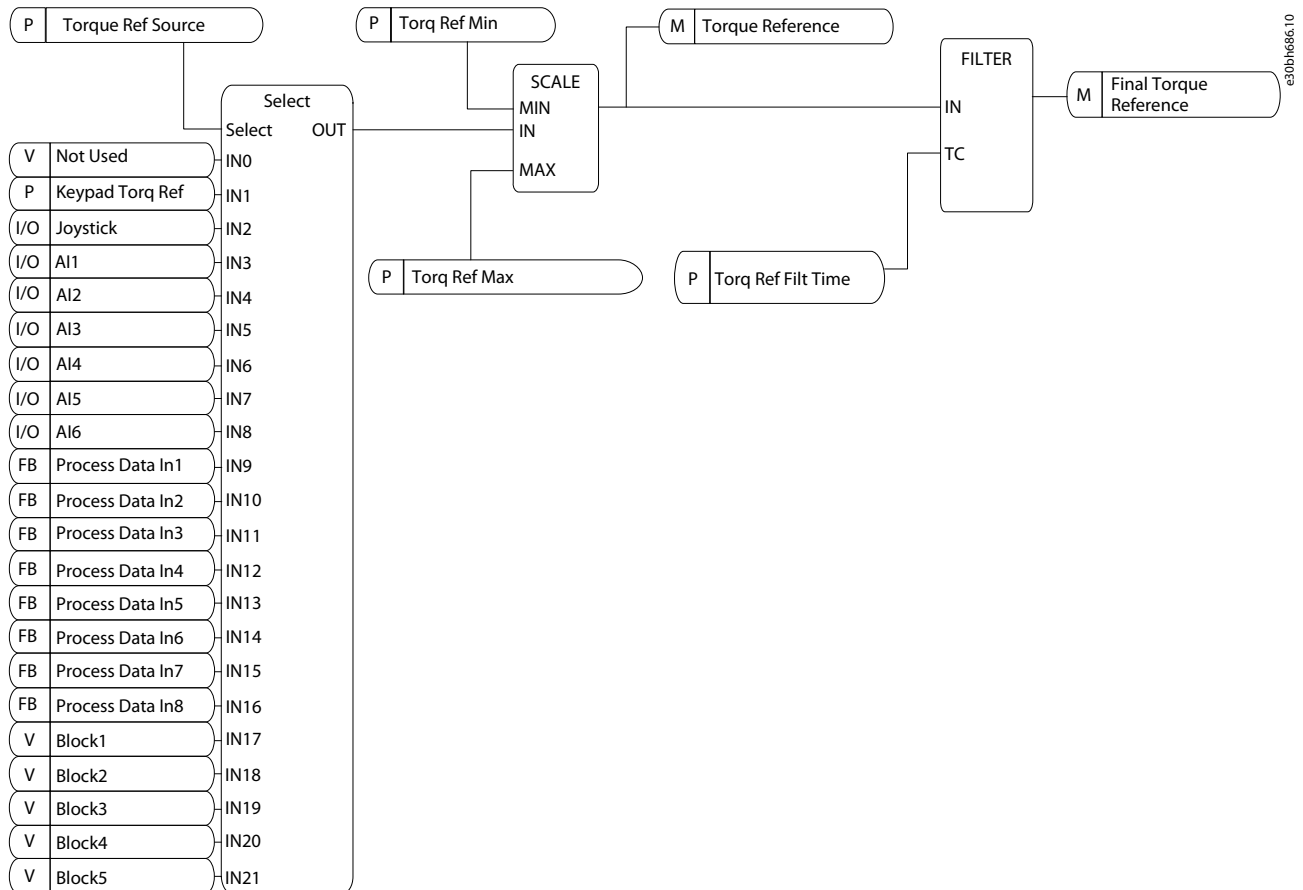 P Torque Ref Source
P Torq Ref Min
M Torque Reference
e30bh686.10
SCALE
MIN
IN
MAX
FILTER
IN
TC
M Final Torque
Reference
P Torq Ref Max
P Torq Ref Filt Time
Select
Select OUT
V Not Used IN0
P Keypad Torq Ref IN1
I/O Joystick IN2
I/O AI1 IN3
I/O AI2 IN4
I/O AI3 IN5
I/O AI4 IN6
I/O AI5 IN7
I/O AI6 IN8
FB Process Data In1 IN9
FB Process Data In2 IN10
FB Process Data In3 IN11
FB Process Data In4 IN12
FB Process Data In5 IN13
FB Process Data In6 IN14
FB Process Data In7 IN15
FB Process Data In8 IN16
V Block1 IN17
V Block2 IN18
V Block3 IN19
V Block4 IN20
V Block5 IN21